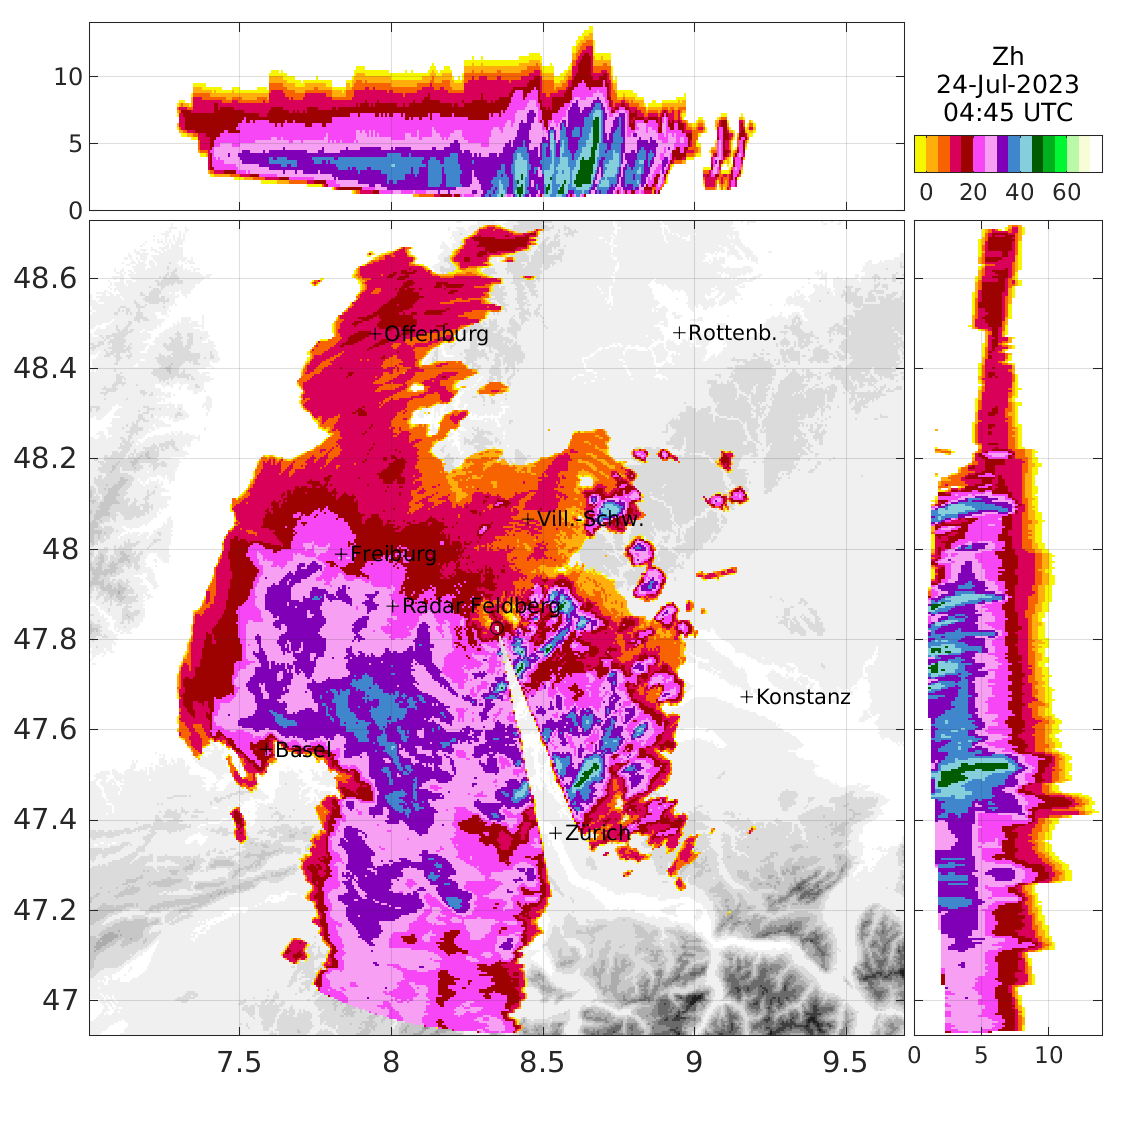 10
5
0
Zh
24-Jul-2023
04:45 UTC
0 20 40 60
48.6
48.4
48.2
48
47.8
47.6
47.4
47.2
47
Offenburg
Rottenb.
Vill.-Schw.
Freiburg
Radar Feldberg
Konstanz
Basel
Zürich
7.5 8 8.5 9 9.5
0 5 10